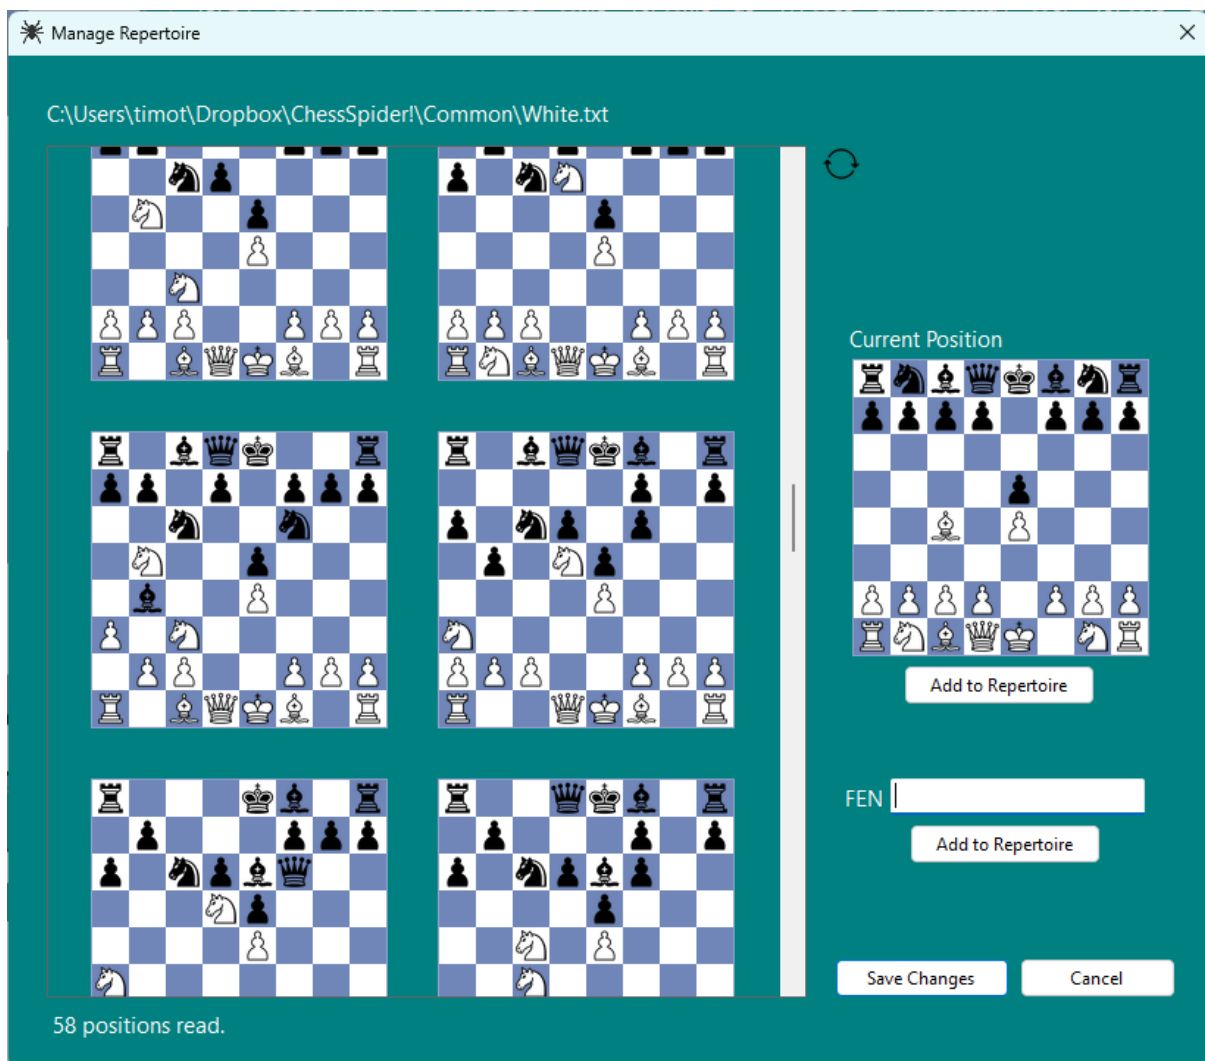 Manage Repertoire
C:\Users\timot\Dropbox\ChessSpider!\Common\White.txt
Current Position
Add to Repertoire
FEN
Add to Repertoire
Save Changes
Cancel
58 positions read.